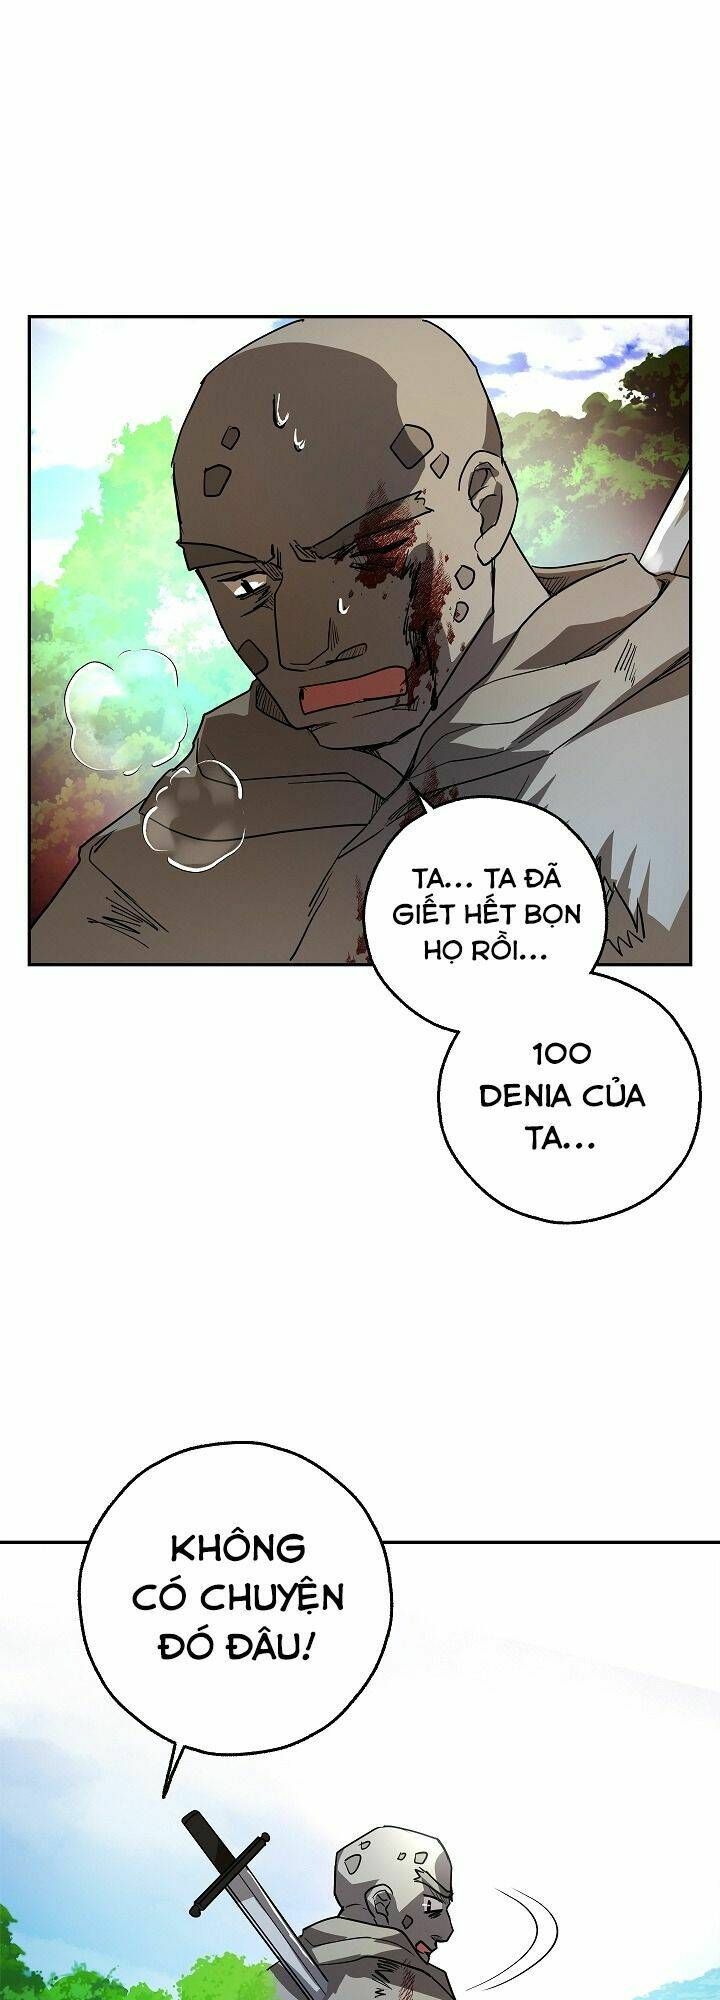 TA... TA ĐÃ
GIẾT HẾT BỌN
HỌ RỒI...
100
DENIA CỦA
TA...
KHÔNG
CÓ CHUYỆN
ĐÓ ĐÂU!